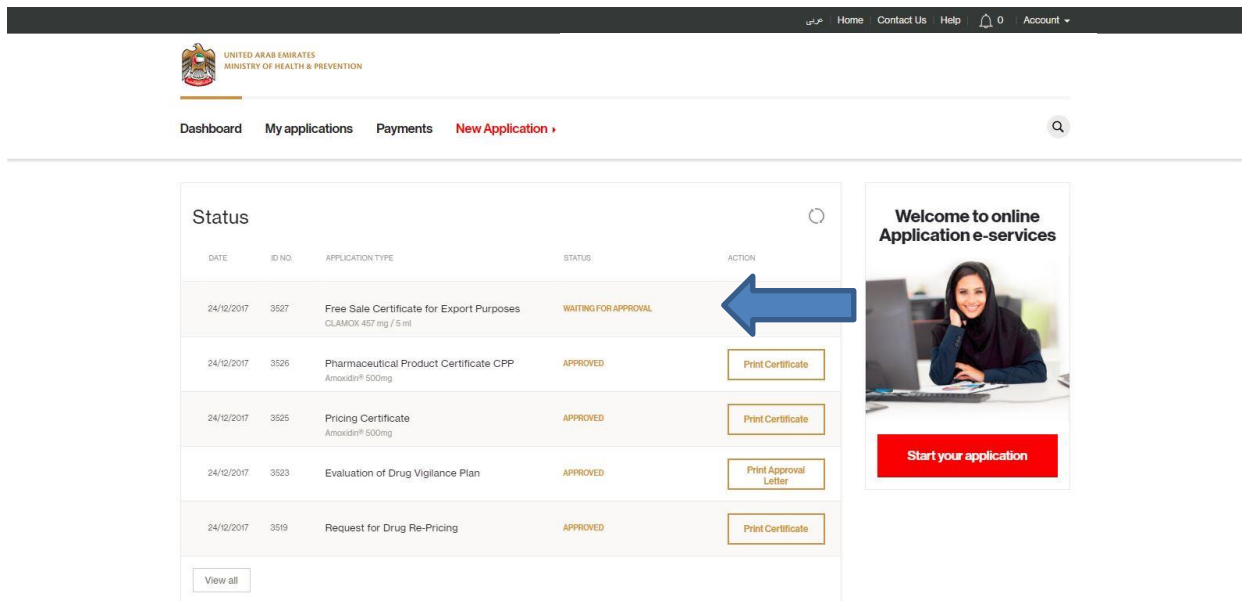 عربي Home Contact Us Help 0 Account
UNITED ARAB EMIRATES
MINISTRY OF HEALTH & PREVENTION
Dashboard My applications Payments New Application
Status
DATE ID NO. APPLICATION TYPE STATUS ACTION
24/12/2017 3527 Free Sale Certificate for Export Purposes WAITING FOR APPROVAL
CLAMOX 457 mg / 5 ml
24/12/2017 3526 Pharmaceutical Product Certificate CPP APPROVED Print Certificate
Amoxidin® 500mg
24/12/2017 3525 Pricing Certificate APPROVED Print Certificate
Amoxidin® 500mg
24/12/2017 3523 Evaluation of Drug Vigilance Plan APPROVED Print Approval
Letter
24/12/2017 3519 Request for Drug Re-Pricing APPROVED Print Certificate
View all
Welcome to online
Application e-services
Start your application